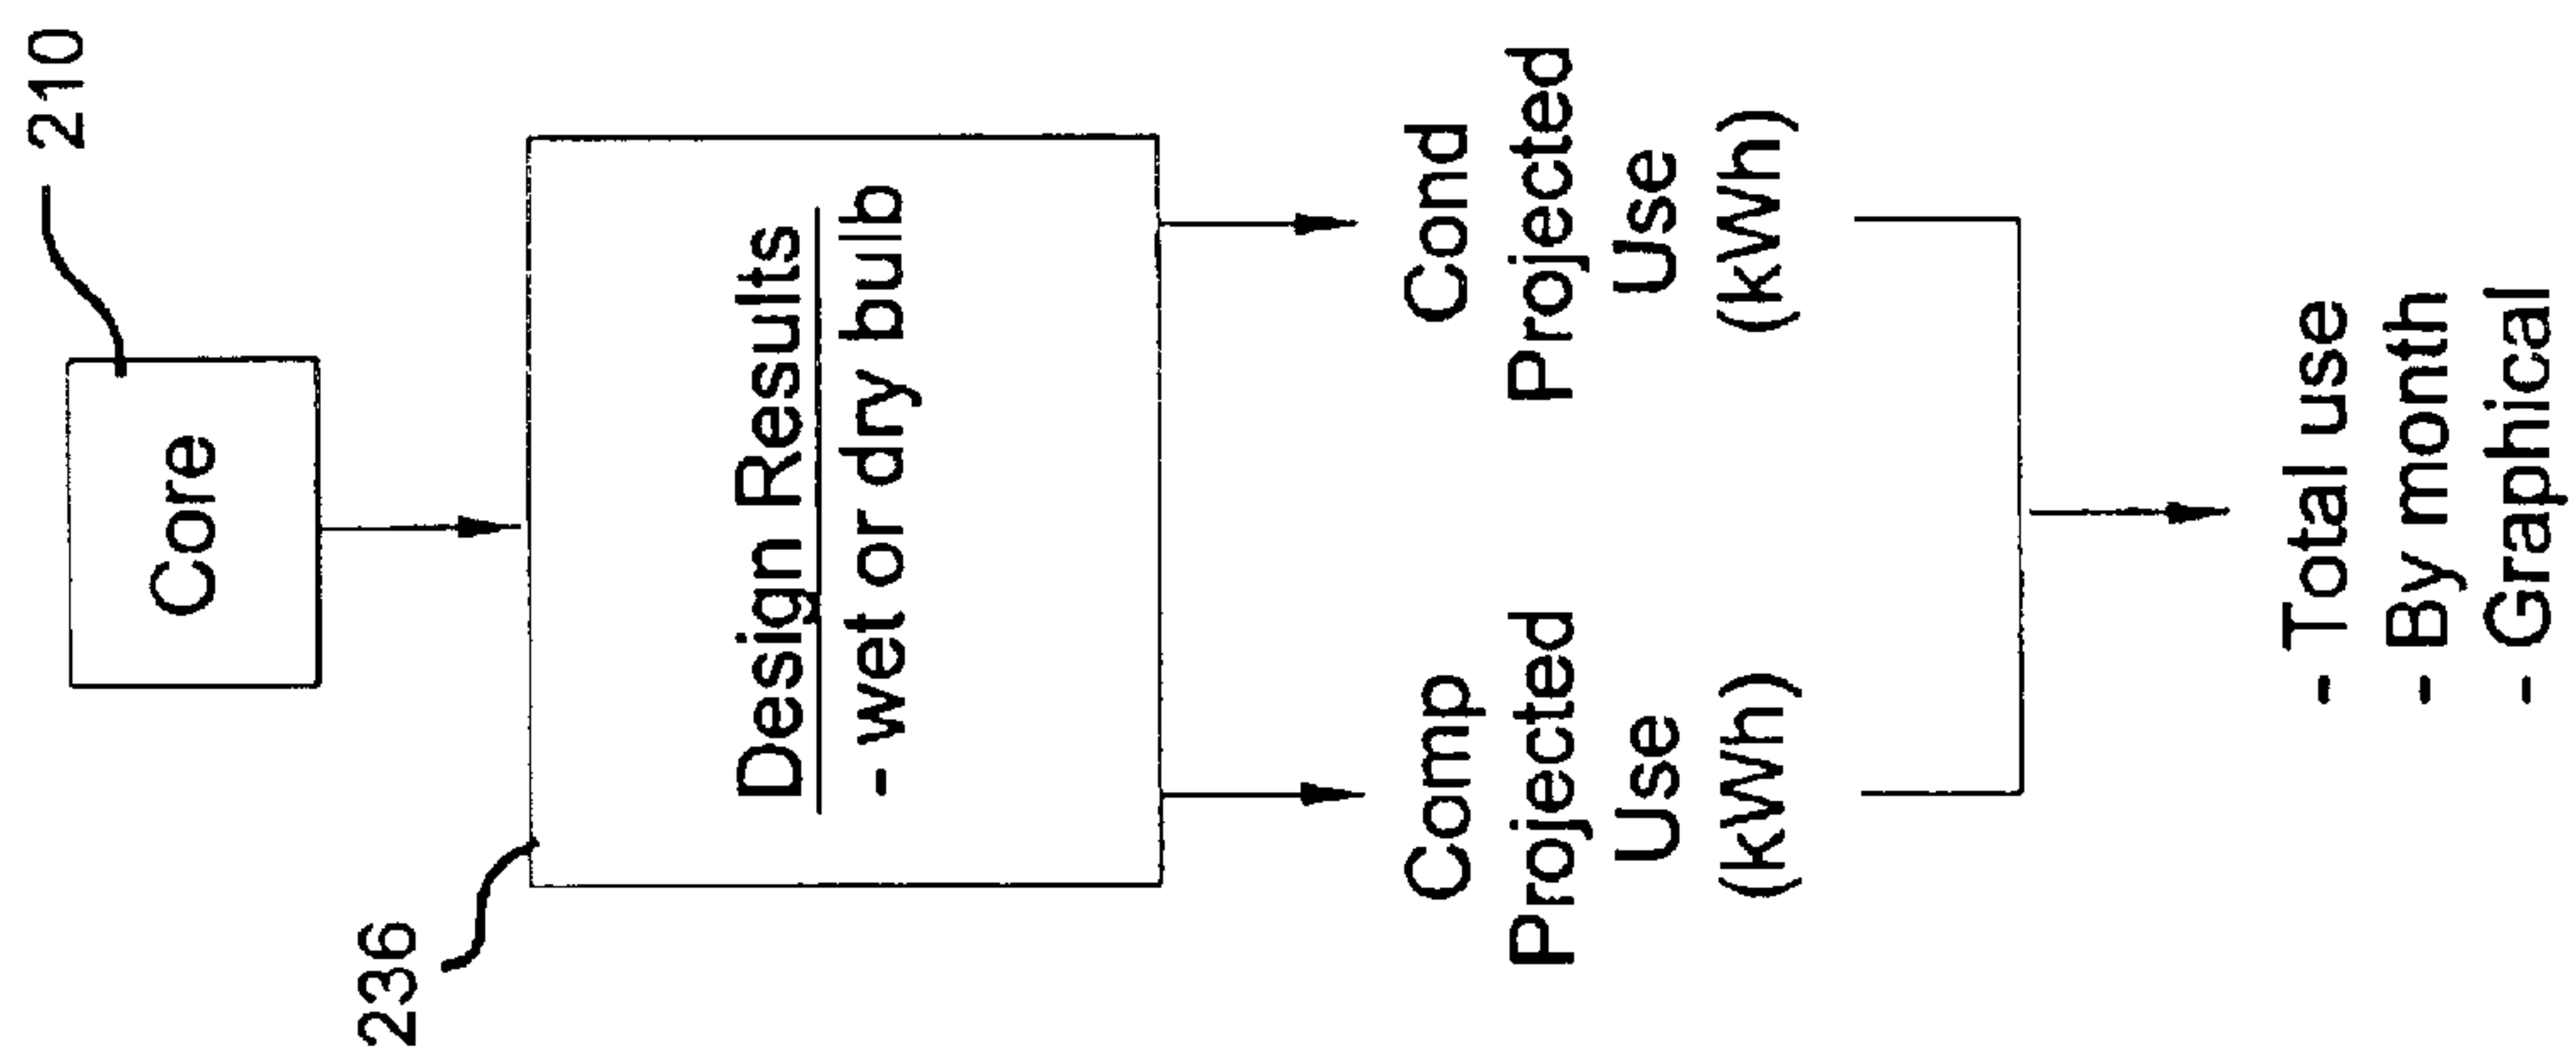 210
Core
236
Design Results
- wet or dry bulb
Comp
Projected
Use
(kWh)
Cond
Projected
Use
(kWh)
- Total use
- By month
- Graphical